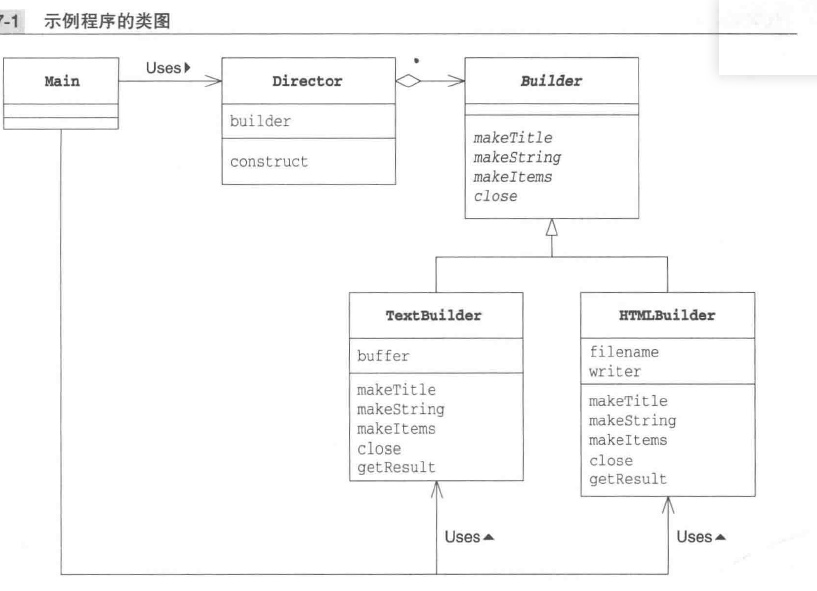 7-1 示例程序的类图
Main
Uses
Director
builder
construct
Builder
makeTitle
makeString
makeItems
close
TextBuilder
buffer
makeTitle
makeString
makeItems
close
getResult
HTMLBuilder
filename
writer
makeTitle
makeString
makeItems
close
getResult
Uses
Uses